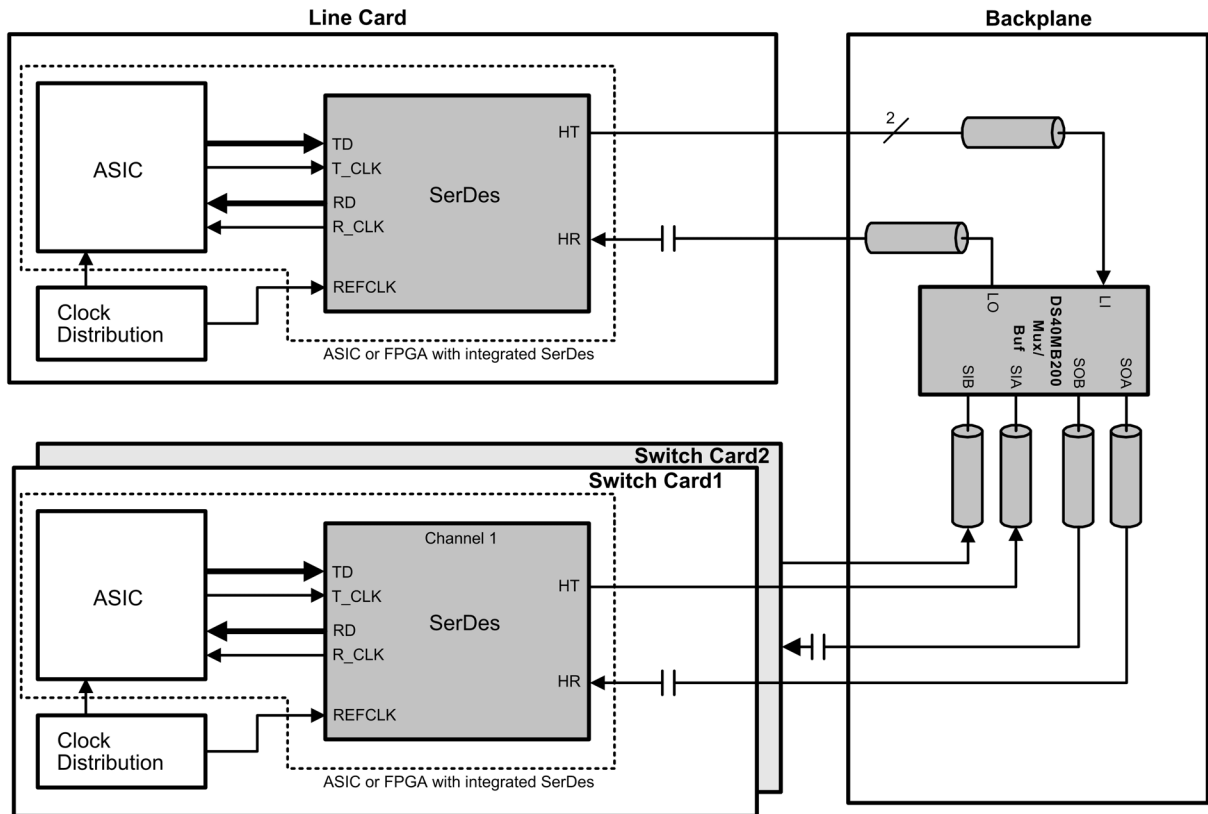 Line Card
Backplane
ASIC
TD
T_CLK
RD
R_CLK
REFCLK
SerDes
HT
HR
2
Clock
Distribution
ASIC or FPGA with integrated SerDes
LO
LI
DS40MB200
Mux/
Buf
SIB
SIA
SOB
SOA
Switch Card2
Switch Card1
ASIC
Channel 1
TD
T_CLK
RD
R_CLK
REFCLK
SerDes
HT
HR
Clock
Distribution
ASIC or FPGA with integrated SerDes